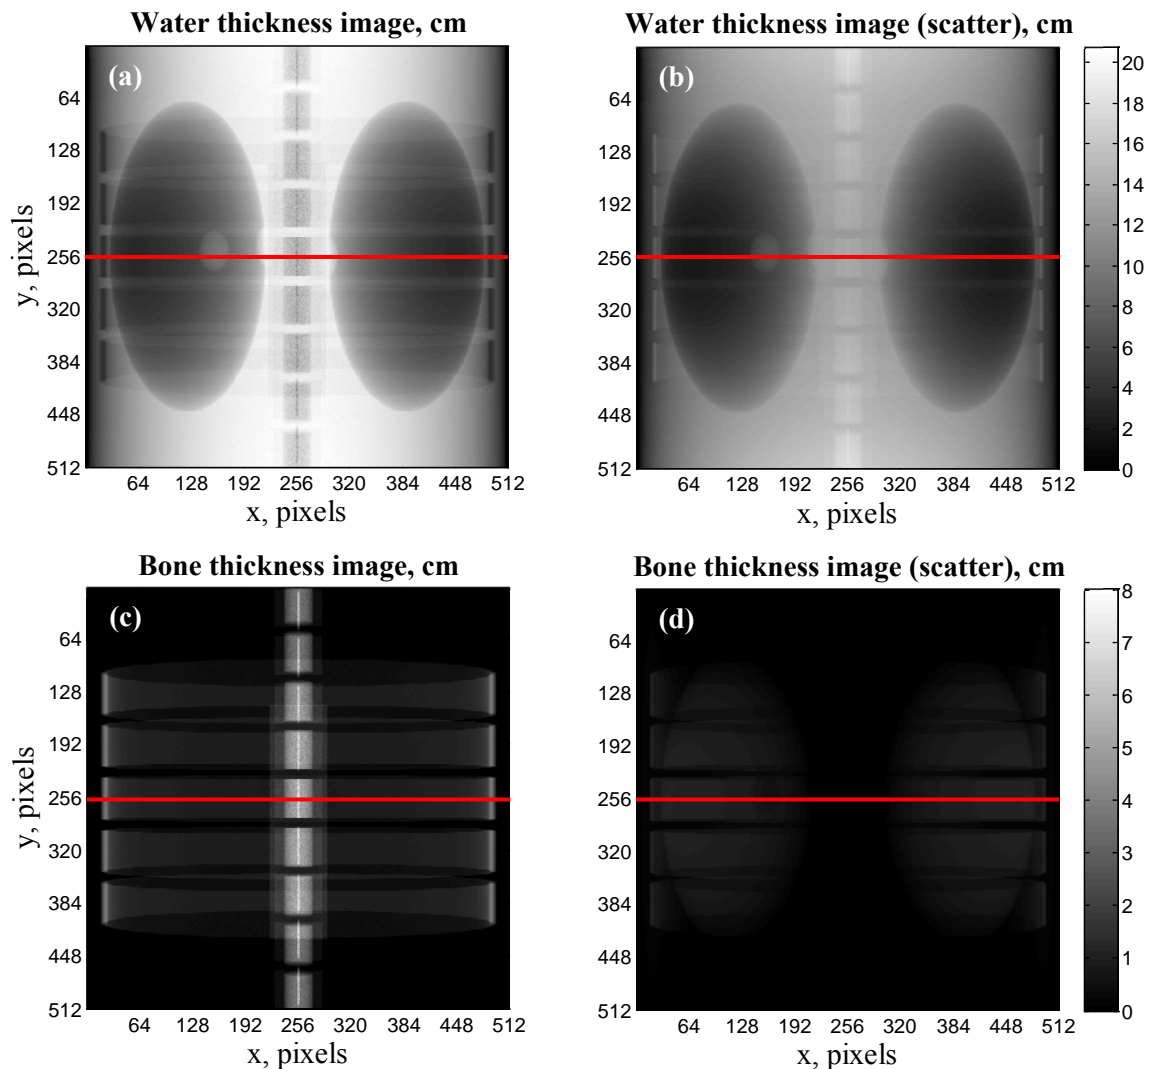 Water thickness image, cm
Water thickness image (scatter), cm
(a)
(b)
64
128
192
256
320
384
448
512
y, pixels
64 128 192 256 320 384 448 512
x, pixels
64
128
192
256
320
384
448
512
64 128 192 256 320 384 448 512
x, pixels
20
18
16
14
12
10
8
6
4
2
0
Bone thickness image, cm
Bone thickness image (scatter), cm
(c)
(d)
64
128
192
256
320
384
448
512
y, pixels
64 128 192 256 320 384 448 512
x, pixels
64
128
192
256
320
384
448
512
64 128 192 256 320 384 448 512
x, pixels
8
7
6
5
4
3
2
1
0